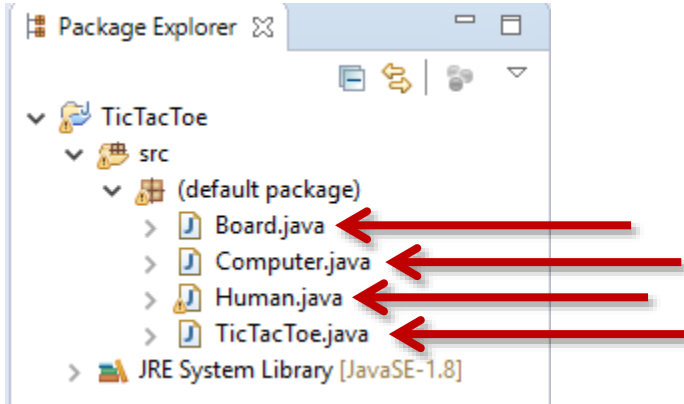 Package Explorer
TicTacToe
src
(default package)
Board.java
Computer.java
Human.java
TicTacToe.java
JRE System Library [JavaSE-1.8]